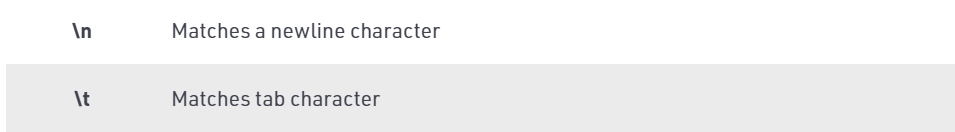 \n Matches a newline character
\t Matches tab character